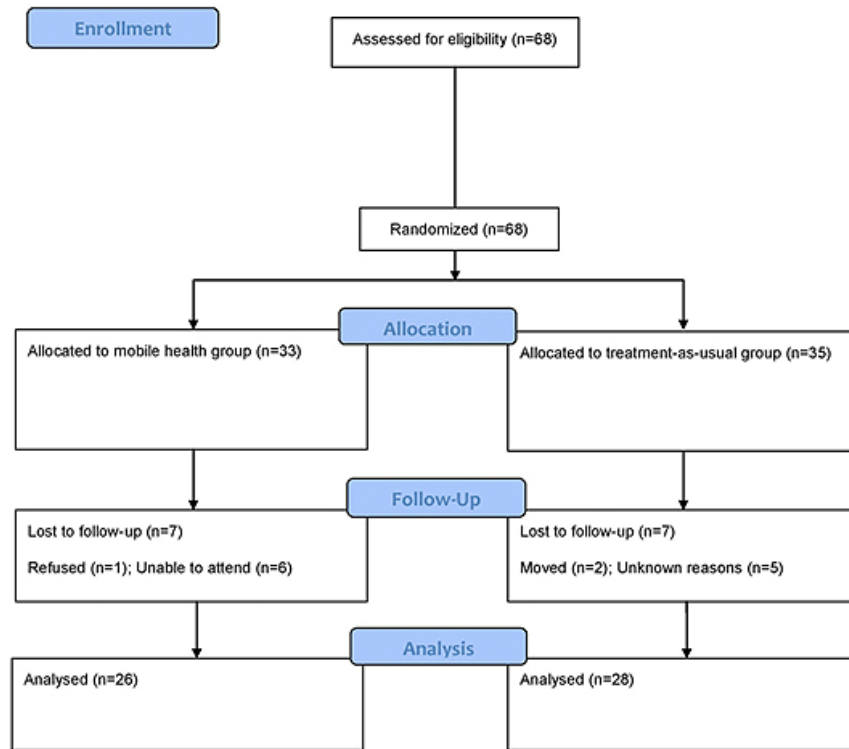 Enrollment
Assessed for eligibility (n=68)
Randomized (n=68)
Allocation
Allocated to mobile health group (n=33)
Allocated to treatment-as-usual group (n=35)
Follow-Up
Lost to follow-up (n=7)
Refused (n=1); Unable to attend (n=6)
Lost to follow-up (n=7)
Moved (n=2); Unknown reasons (n=5)
Analysis
Analysed (n=26)
Analysed (n=28)